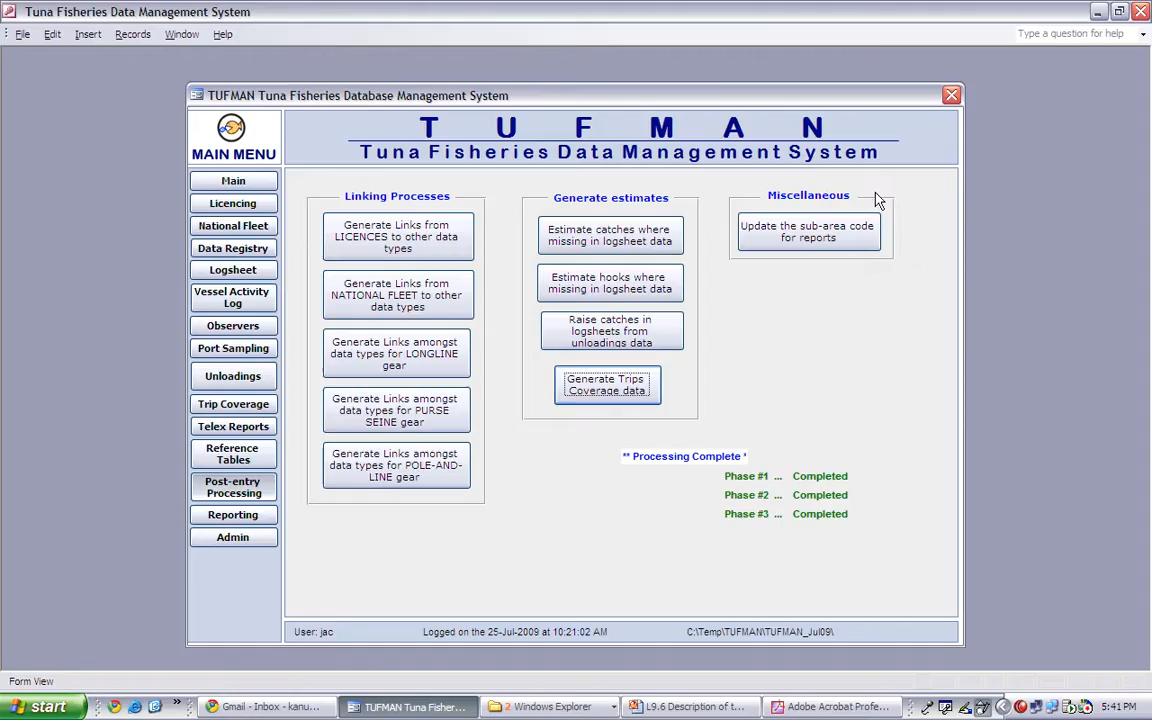 Tuna Fisheries Data Management System
File Edit Insert Records Window Help
Type a question for help
TUFMAN Tuna Fisheries Database Management System
T U F M A N
Tuna Fisheries Data Management System
MAIN MENU
Main
Licencing
National Fleet
Data Registry
Logsheet
Vessel Activity
Log
Observers
Port Sampling
Unloadings
Trip Coverage
Telex Reports
Reference
Tables
Post-entry
Processing
Reporting
Admin
Linking Processes
Generate Links from
LICENCES to other data
types
Generate Links from
NATIONAL FLEET to other
data types
Generate Links amongst
data types for LONGLINE
gear
Generate Links amongst
data types for PURSE
SEINE gear
Generate Links amongst
data types for POLE-AND-
LINE gear
Generate estimates
Estimate catches where
missing in logsheet data
Estimate hooks where
missing in logsheet data
Raise catches in
logsheets from
unloadings data
Generate Trips
Coverage data
Miscellaneous
Update the sub-area code
for reports
** Processing Complete *
Phase #1 ... Completed
Phase #2 ... Completed
Phase #3 ... Completed
User: jac
Logged on the 25-Jul-2009 at 10:21:02 AM
C:\Temp\TUFMAN\TUFMAN_Jul09\
Form View
start
Gmail - Inbox - kanu...
TUFMAN Tuna Fisher...
2 Windows Explorer
L9.6 Description of t...
Adobe Acrobat Profe...
5:41 PM